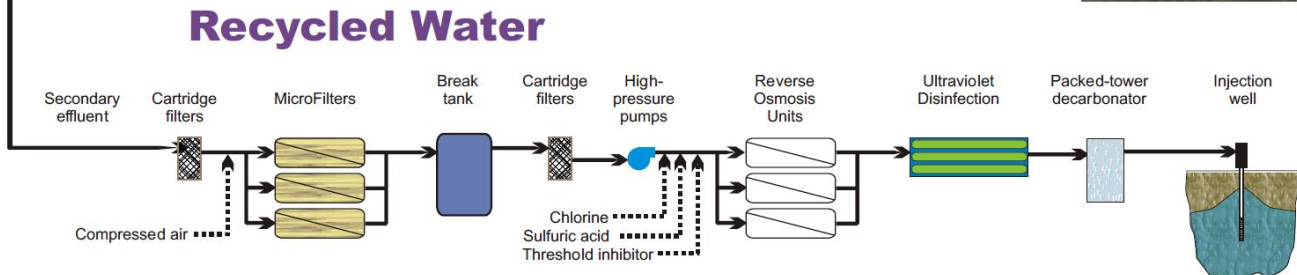 Recycled Water
Secondary
effluent
Cartridge
filters
MicroFilters
Break
tank
Cartridge
filters
High-
pressure
pumps
Reverse
Osmosis
Units
Ultraviolet
Disinfection
Packed-tower
decarbonator
Injection
well
Compressed air
Chlorine
Sulfuric acid
Threshold inhibitor